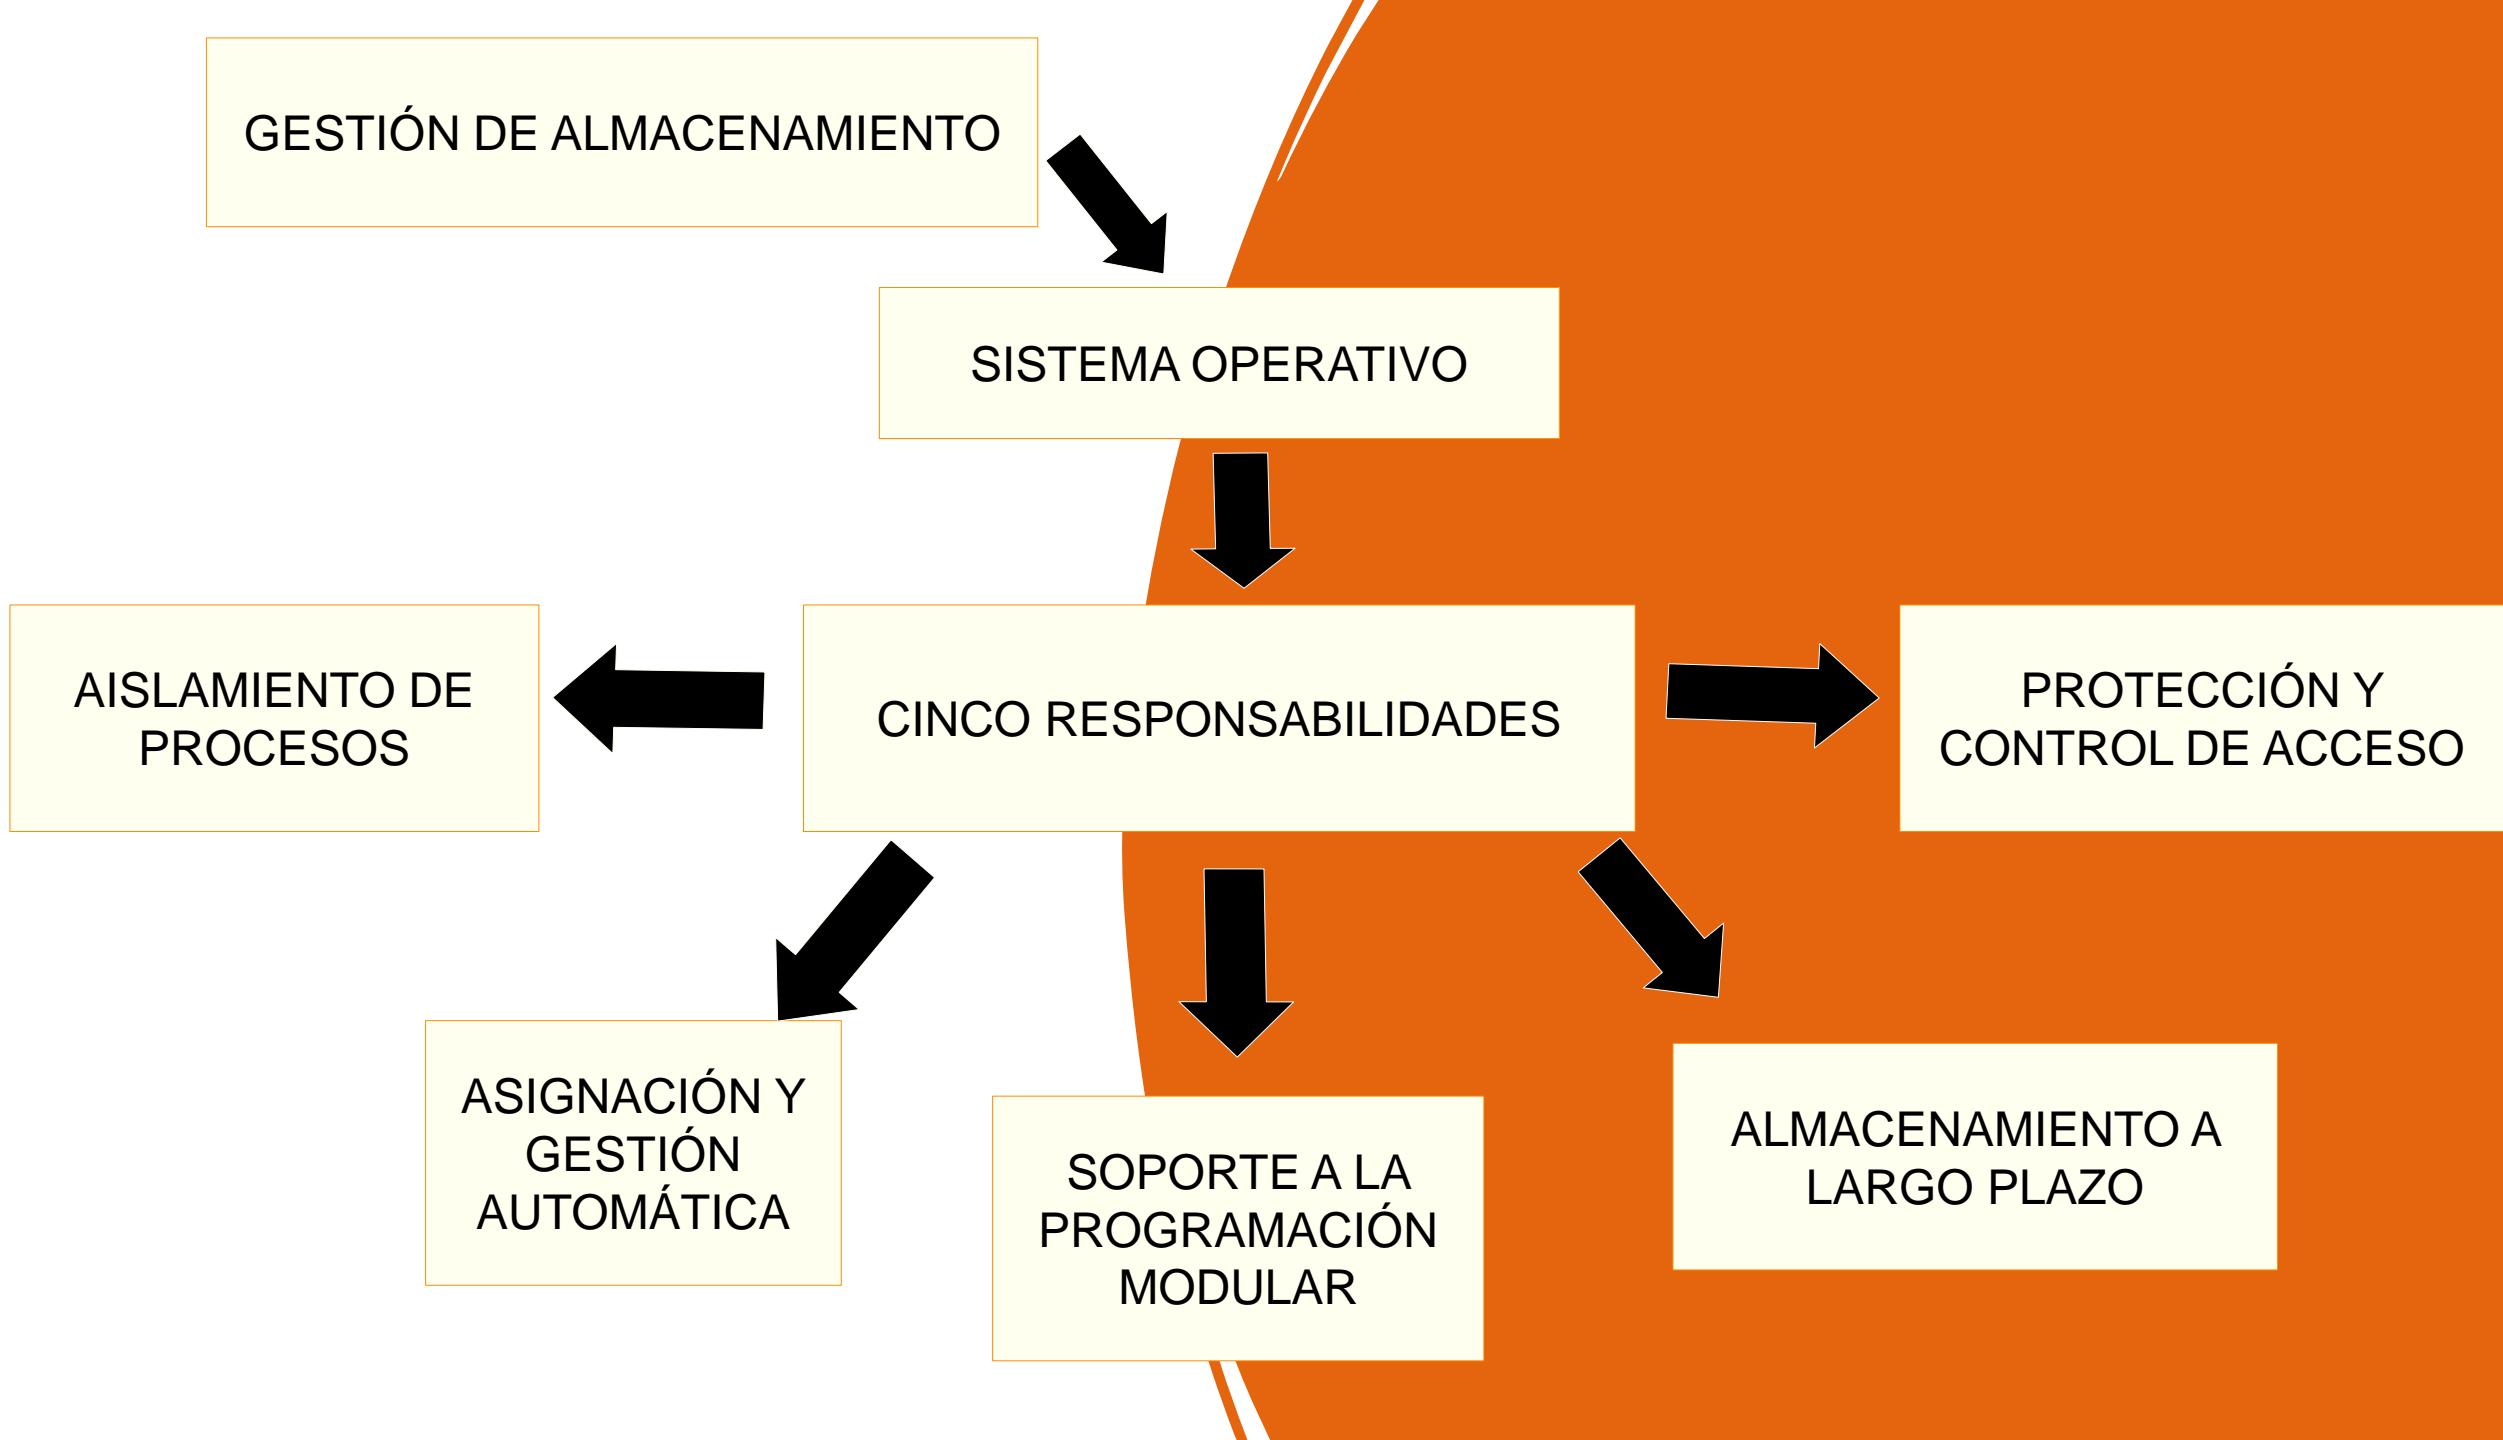 GESTIÓN DE ALMACENAMIENTO
SISTEMA OPERATIVO
AISLAMIENTO DE
PROCESOS
CINCO RESPONSABILIDADES
PROTECCIÓN Y
CONTROL DE ACCESO
ASIGNACIÓN Y
GESTIÓN
AUTOMÁTICA
SOPORTE A LA
PROGRAMACIÓN
MODULAR
ALMACENAMIENTO A
LARGO PLAZO